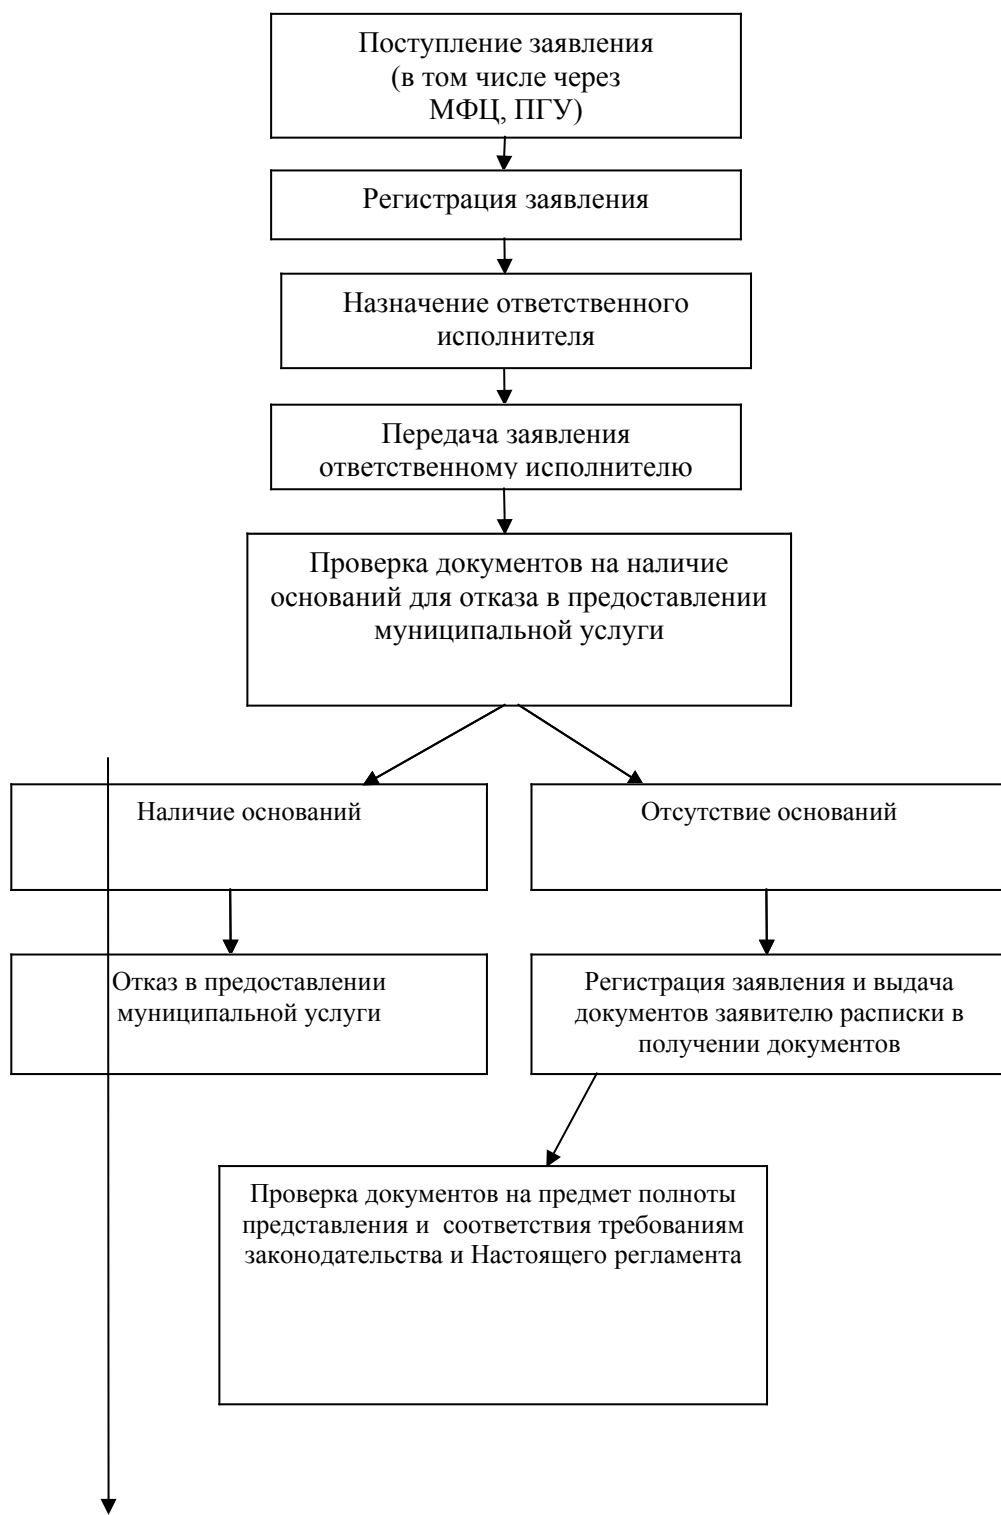 Поступление заявления
(в том числе через
МФЦ, ПГУ)
Регистрация заявления
Назначение ответственного
исполнителя
Передача заявления
ответственному исполнителю
Проверка документов на наличие
оснований для отказа в предоставлении
муниципальной услуги
Наличие оснований
Отсутствие оснований
Отказ в предоставлении
муниципальной услуги
Регистрация заявления и выдача
документов заявителю расписки в
получении документов
Проверка документов на предмет полноты
представления и  соответствия требованиям
законодательства и Настоящего регламента